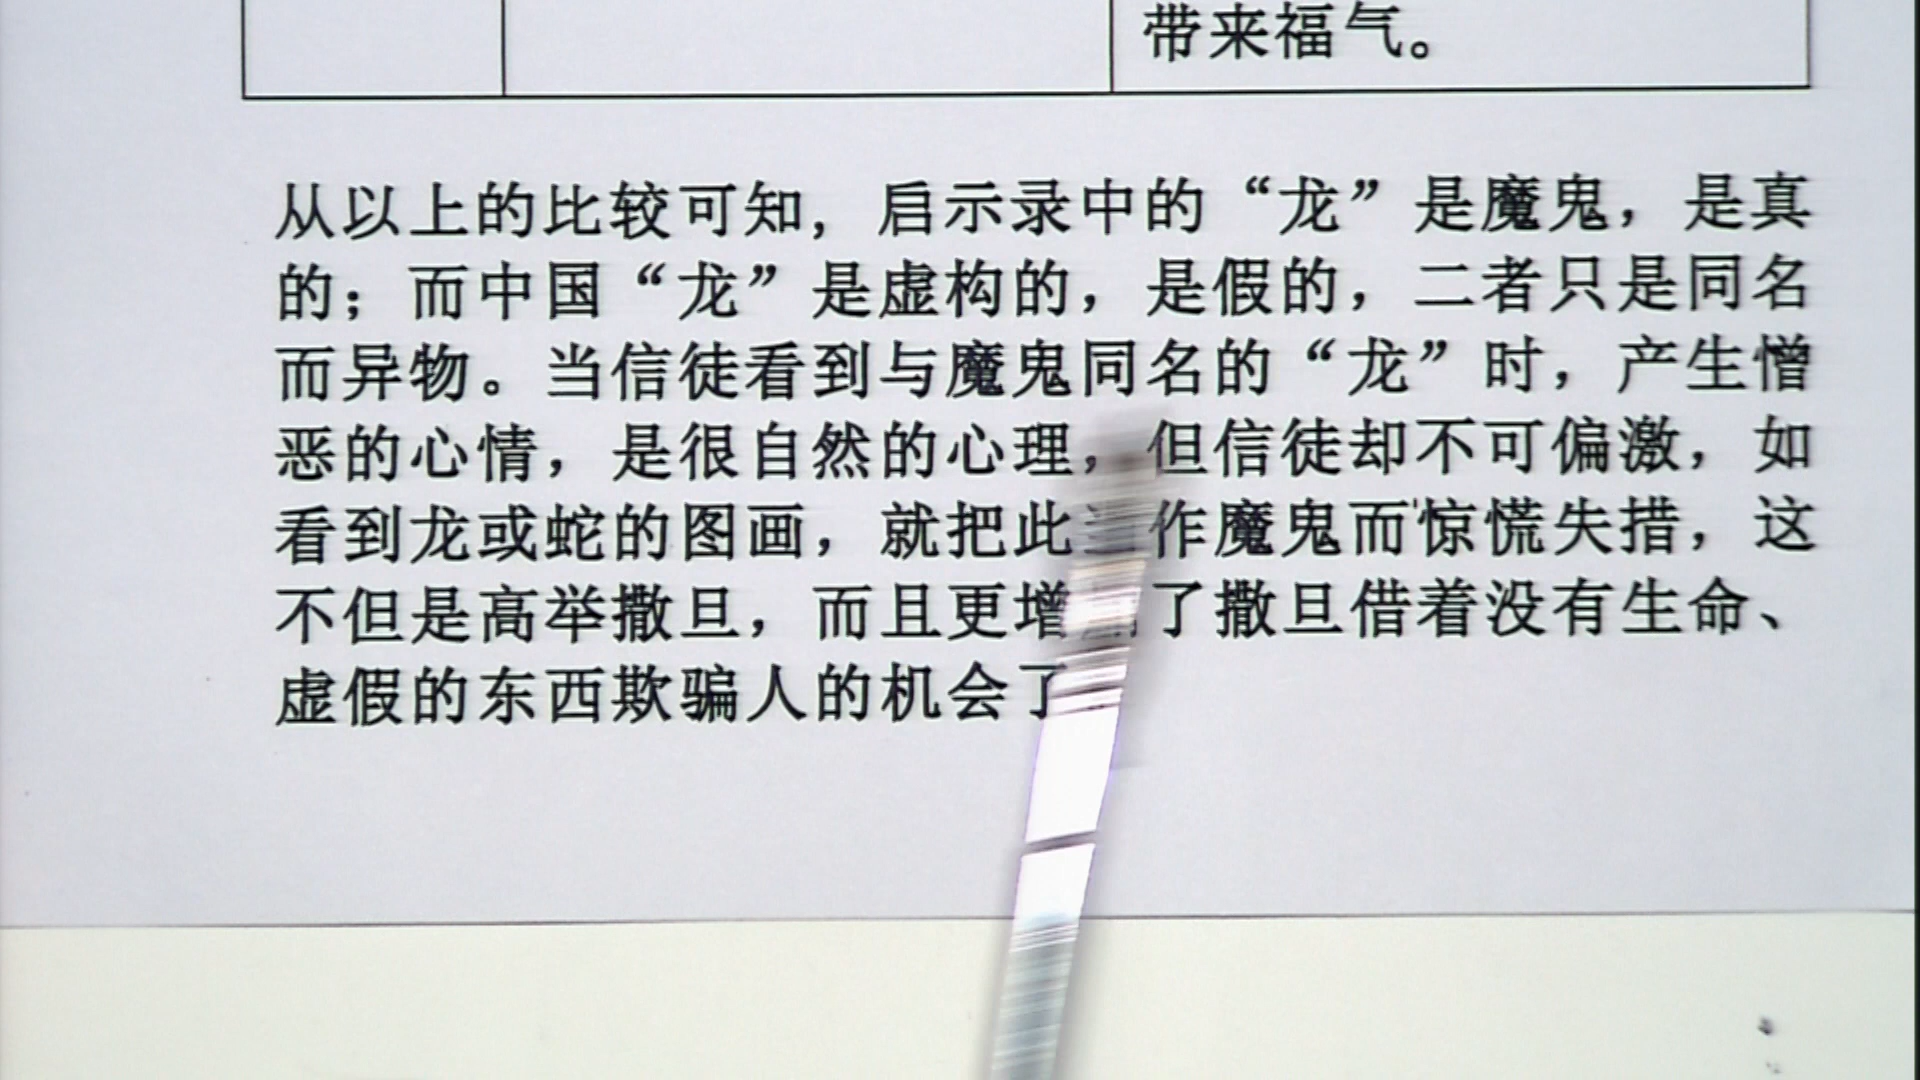 带来福气。
从以上的比较可知，启示录中的“龙”是魔鬼，是真
的；而中国“龙”是虚构的，是假的，二者只是同名
而异物。当信徒看到与魔鬼同名的“龙”时，产生憎
恶的心情，是很自然的心理，但信徒却不可偏激，如
看到龙或蛇的图画，就把此作魔鬼而惊慌失措，这
不但是高举撒旦，而且更增了撒旦借着没有生命、
虚假的东西欺骗人的机会了